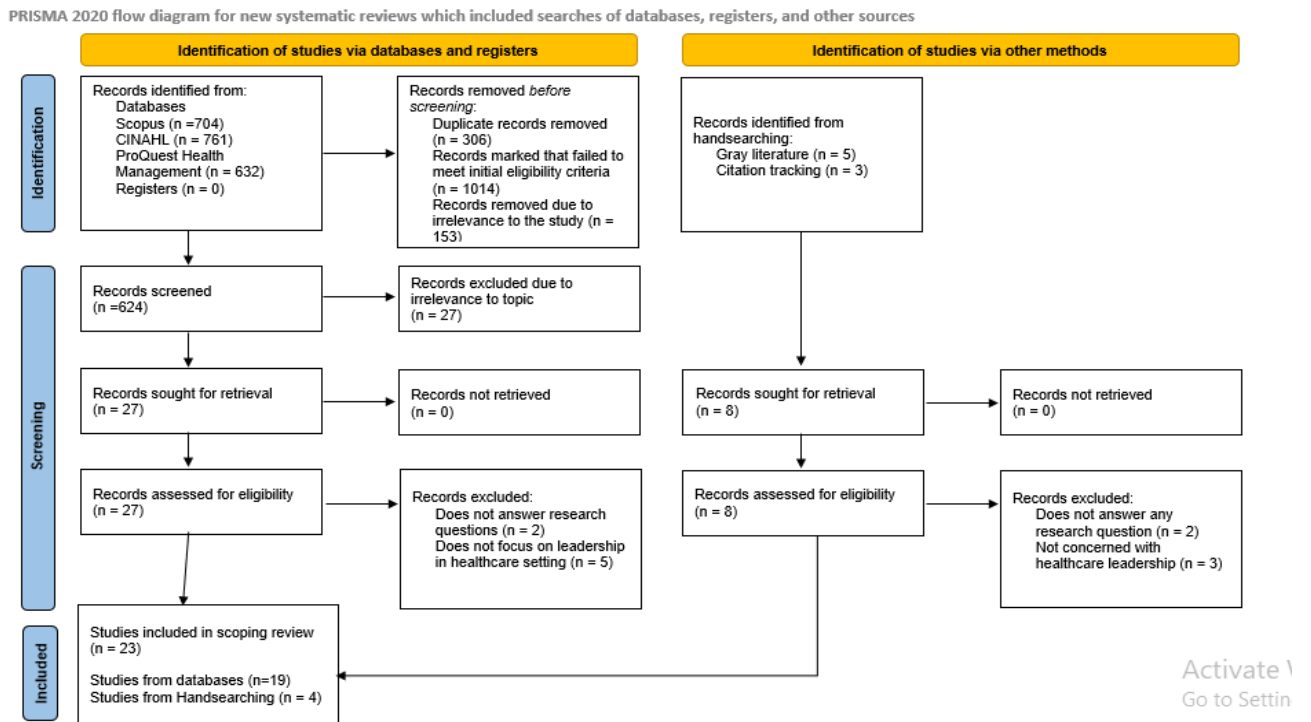 PRISMA 2020 flow diagram for new systematic reviews which included searches of databases, registers, and other sources
Identification of studies via databases and registers
Identification of studies via other methods
Identification
Records identified from:
Databases
Scopus (n =704)
CINAHL (n = 761)
ProQuest Health
Management (n = 632)
Registers (n = 0)
Records removed before
screening:
Duplicate records removed
(n = 306)
Records marked that failed to
meet initial eligibility criteria
(n = 1014)
Records removed due to
irrelevance to the study (n =
153)
Records identified from
handsearching:
Gray literature (n = 5)
Citation tracking (n = 3)
Screening
Records screened
(n =624)
Records excluded due to
irrelevance to topic
(n = 27)
Records sought for retrieval
(n = 27)
Records not retrieved
(n = 0)
Records sought for retrieval
(n = 8)
Records not retrieved
(n = 0)
Records assessed for eligibility
(n = 27)
Records excluded:
Does not answer research
questions (n = 2)
Does not focus on leadership
in healthcare setting (n = 5)
Records assessed for eligibility
(n = 8)
Records excluded:
Does not answer any
research question (n = 2)
Not concerned with
healthcare leadership (n = 3)
Included
Studies included in scoping review
(n = 23)
Studies from databases (n=19)
Studies from Handsearching (n = 4)
Activate
Go to Settin